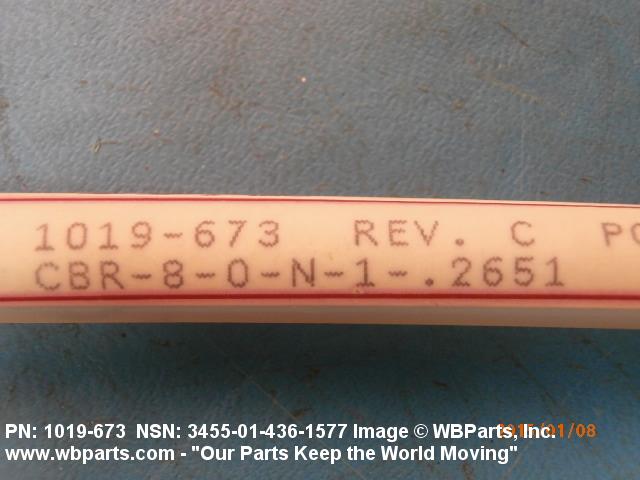 1019-673 REV. C PO
CBR-8-0-N-1-.2651
PN: 1019-673 NSN: 3455-01-436-1577 Image © WBParts, Inc.
www.wbparts.com - "Our Parts Keep the World Moving"